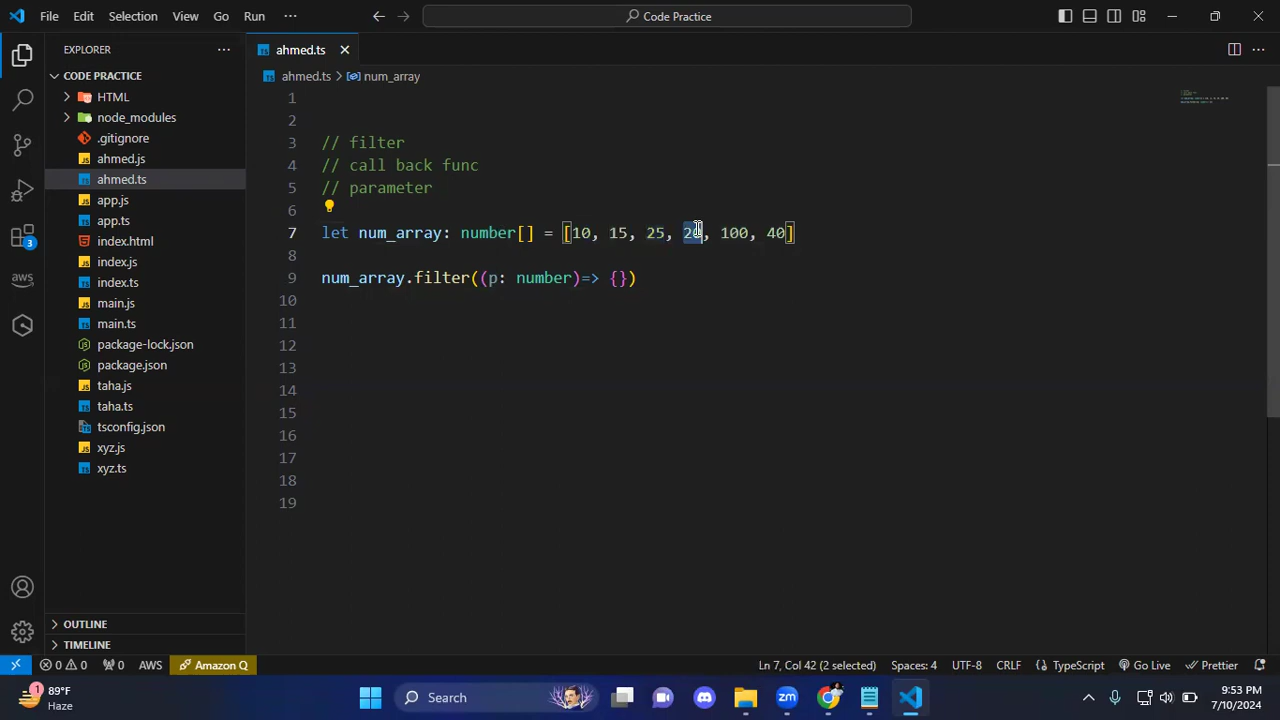 File Edit Selection View Go Run ··· Code Practice
EXPLORER ···
ahmed.ts
CODE PRACTICE
ahmed.ts > num_array
HTML
node_modules
.gitignore
ahmed.js
ahmed.ts
app.js
app.ts
index.html
index.js
index.ts
main.js
main.ts
package-lock.json
package.json
taha.js
taha.ts
tsconfig.json
xyz.js
xyz.ts
3
aws
OUTLINE
TIMELINE
1
2
3 // filter
4 // call back func
5 // parameter
6
7 let num_array: number[] = [10, 15, 25, 20, 100, 40]
8
9 num_array.filter((p: number)=> {})
10
11
12
13
14
15
16
17
18
19
0 0 0 AWS Amazon Q Ln 7, Col 42 (2 selected) Spaces: 4 UTF-8 CRLF TypeScript Go Live Prettier
1 89°F
Haze
Search
zm
9:53 PM
7/10/2024